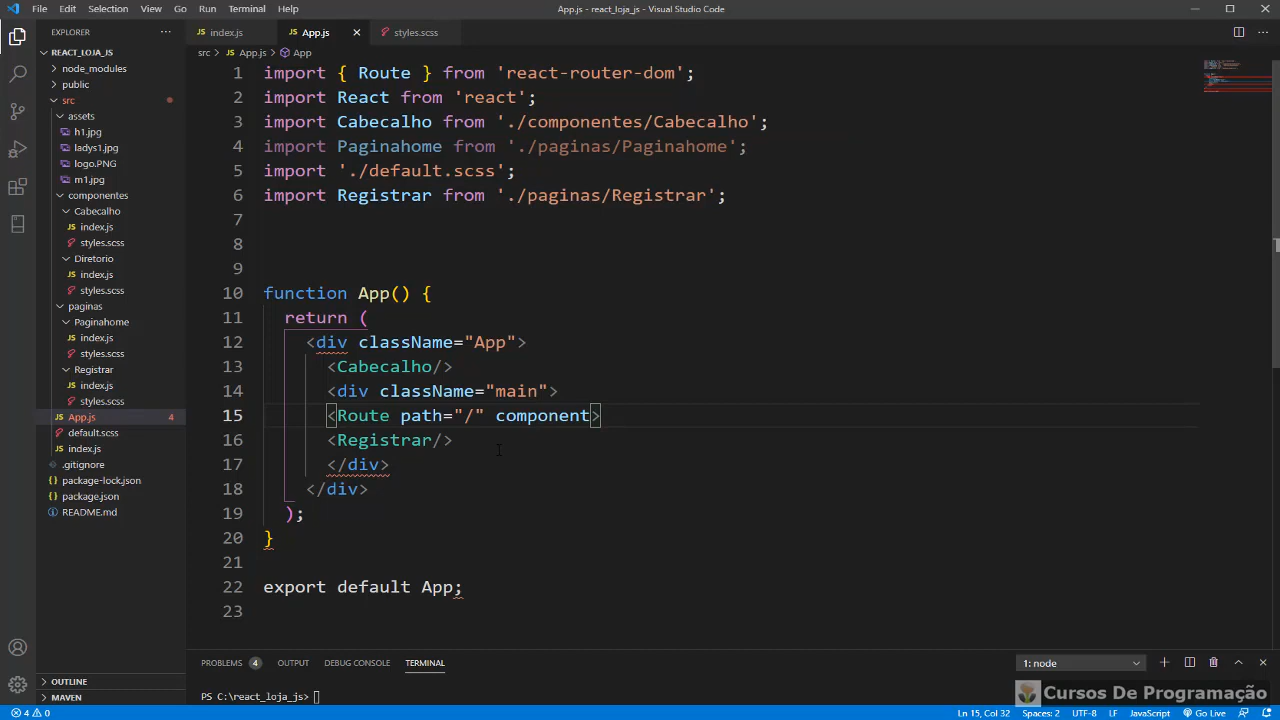 File Edit Selection View Go Run Terminal Help
App.js - react_loja_js - Visual Studio Code
EXPLORER
REACT_LOJA_JS
node_modules
public
src
assets
h1.jpg
ladys1.jpg
logo.PNG
m1.jpg
componentes
Cabecalho
index.js
styles.scss
Diretorio
index.js
styles.scss
paginas
Paginahome
index.js
styles.scss
Registrar
index.js
styles.scss
App.js 4
default.scss
index.js
.gitignore
package-lock.json
package.json
README.md
OUTLINE
MAVEN
index.js App.js styles.scss
src > App.js > App
1 import { Route } from 'react-router-dom';
2 import React from 'react';
3 import Cabecalho from './componentes/Cabecalho';
4 import Paginahome from './paginas/Paginahome';
5 import './default.scss';
6 import Registrar from './paginas/Registrar';
7
8
9
10 function App() {
11 return (
12 <div className="App">
13 <Cabecalho/>
14 <div className="main">
15 <Route path="/" component>
16 <Registrar/>
17 </div>
18 </div>
19 );
20 }
21
22 export default App;
23
PROBLEMS 4 OUTPUT DEBUG CONSOLE TERMINAL
1: node
PS C:\react_loja_js>
Cursos De Programação
4 0
Ln 15, Col 32 Spaces: 2 UTF-8 LF JavaScript Go Live